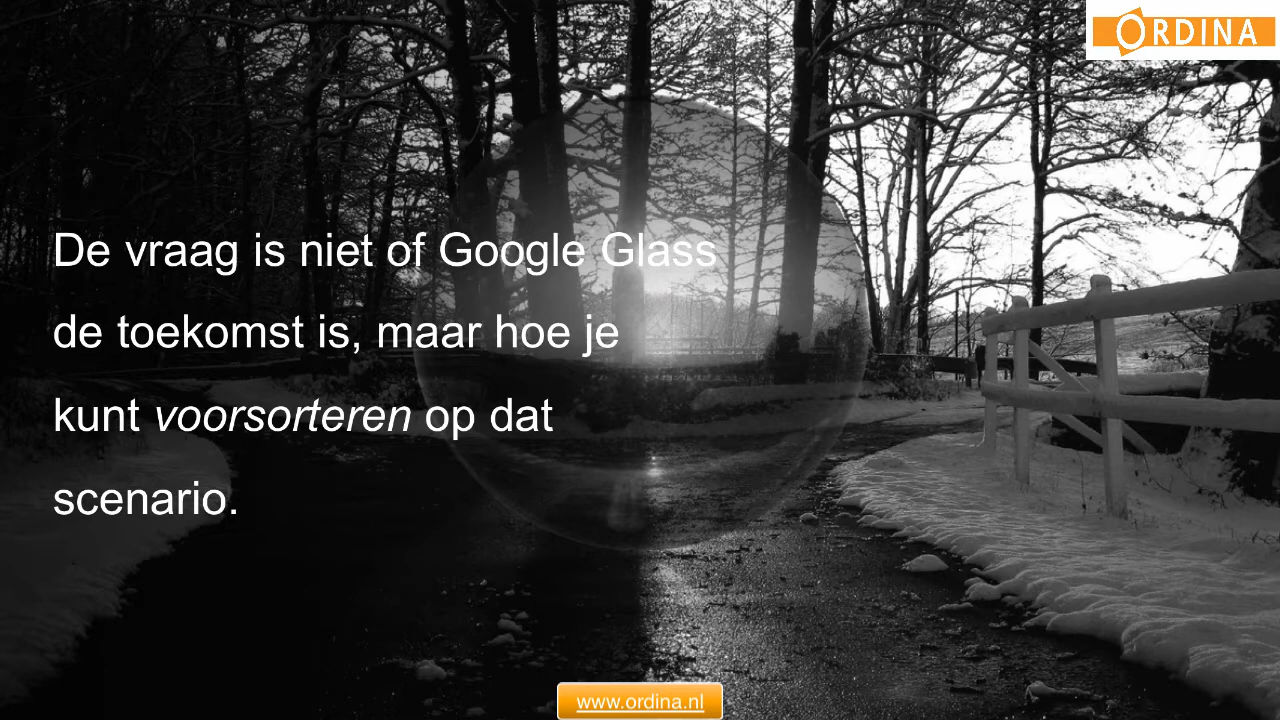 ORDINA
De vraag is niet of Google Glass
de toekomst is, maar hoe je
kunt voorsorteren op dat
scenario.
www.ordina.nl